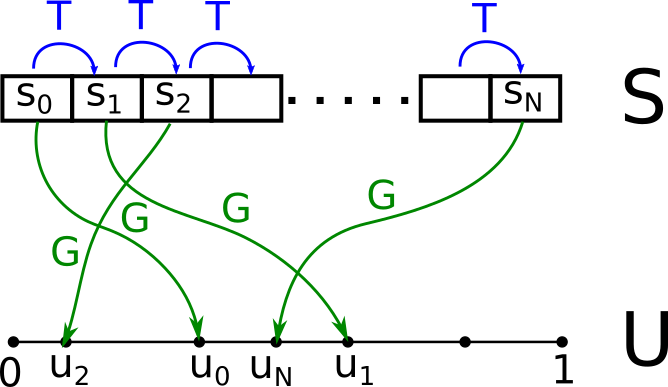 T T T T
s0 s1 s2 sN S
G G G G
0 u2 u0 uN u1 1 U